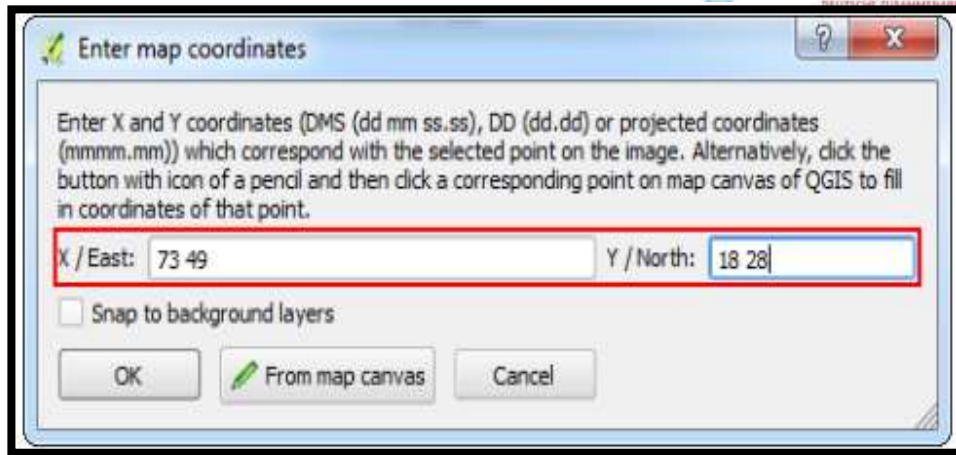 Enter map coordinates
Enter X and Y coordinates (DMS (dd mm ss.ss), DD (dd.dd) or projected coordinates
(mmmm.mm)) which correspond with the selected point on the image. Alternatively, click the
button with icon of a pencil and then click a corresponding point on map canvas of QGIS to fill
in coordinates of that point.
X / East: 73 49 Y / North: 18 28
Snap to background layers
OK From map canvas Cancel